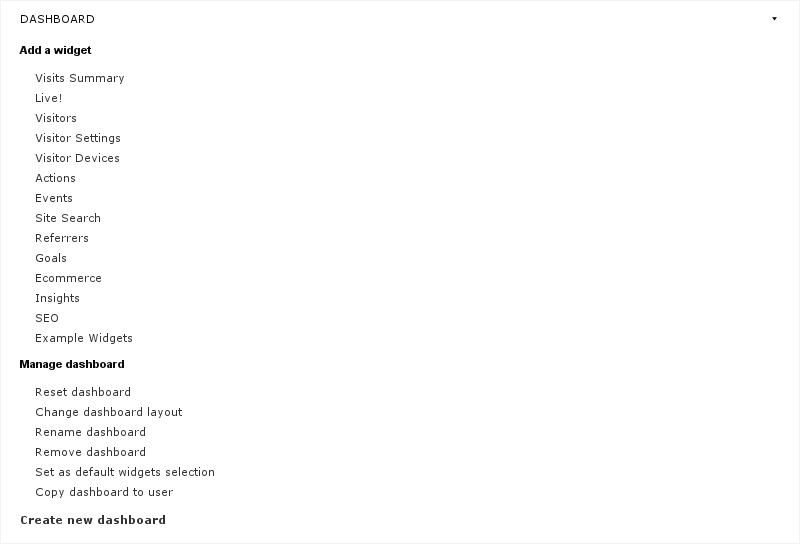 DASHBOARD
Add a widget
Visits Summary
Live!
Visitors
Visitor Settings
Visitor Devices
Actions
Events
Site Search
Referrers
Goals
Ecommerce
Insights
SEO
Example Widgets
Manage dashboard
Reset dashboard
Change dashboard layout
Rename dashboard
Remove dashboard
Set as default widgets selection
Copy dashboard to user
Create new dashboard